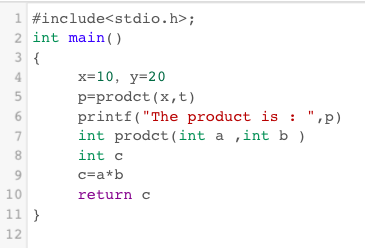 1 #include<stdio.h>;
2 int main()
3 {
4 x=10, y=20
5 p=prodct(x,t)
6 printf("The product is : ",p)
7 int prodct(int a ,int b )
8 int c
9 c=a*b
10 return c
11 }
12